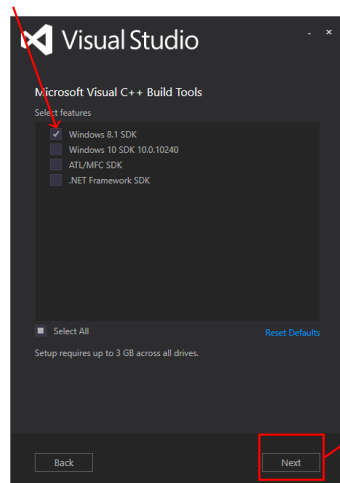 Visual Studio
Microsoft Visual C++ Build Tools
Select features
Windows 8.1 SDK
Windows 10 SDK 10.0.10240
ATL/MFC SDK
.NET Framework SDK
Select All
Reset Defaults
Setup requires up to 3 GB across all drives.
Back
Next